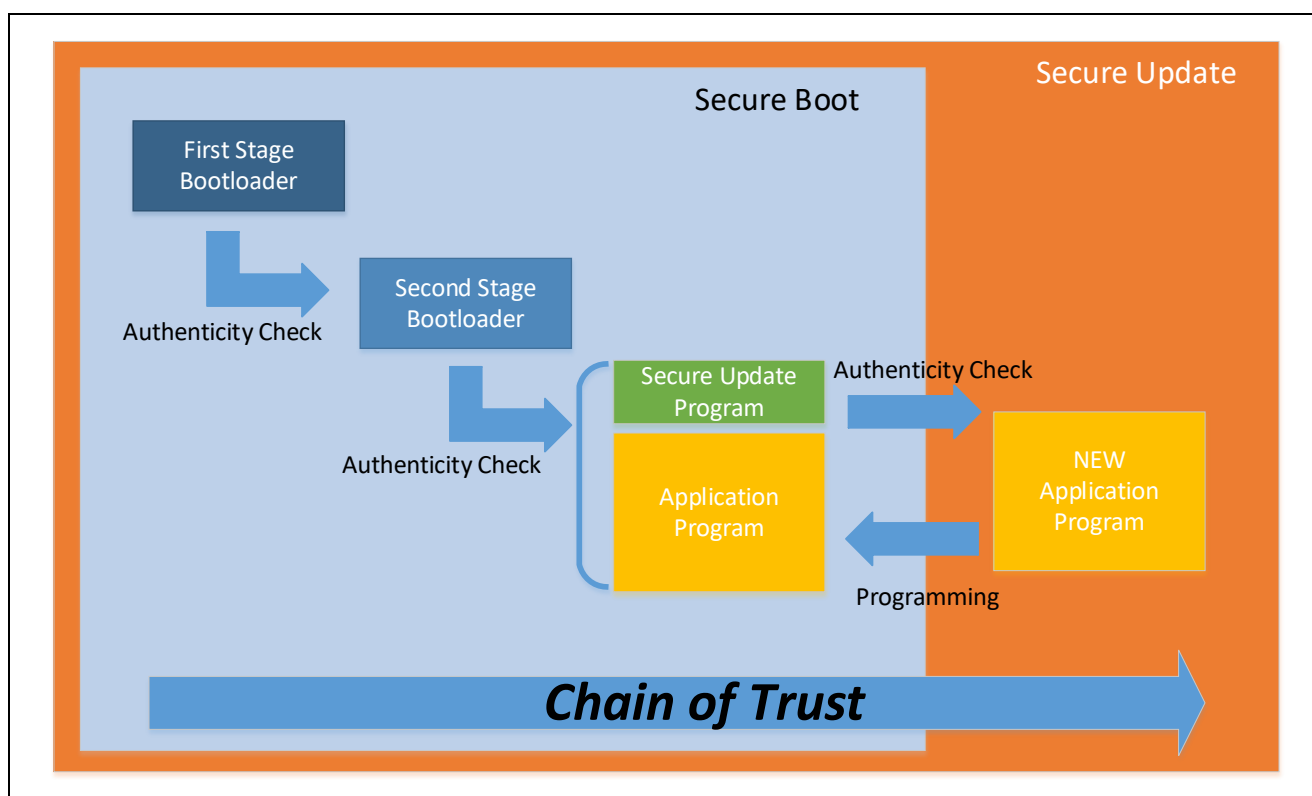 Secure Update
Secure Boot
First Stage
Bootloader
Authenticity Check
Second Stage
Bootloader
Authenticity Check
Secure Update
Program
Application
Program
Authenticity Check
NEW
Application
Program
Programming
Chain of Trust